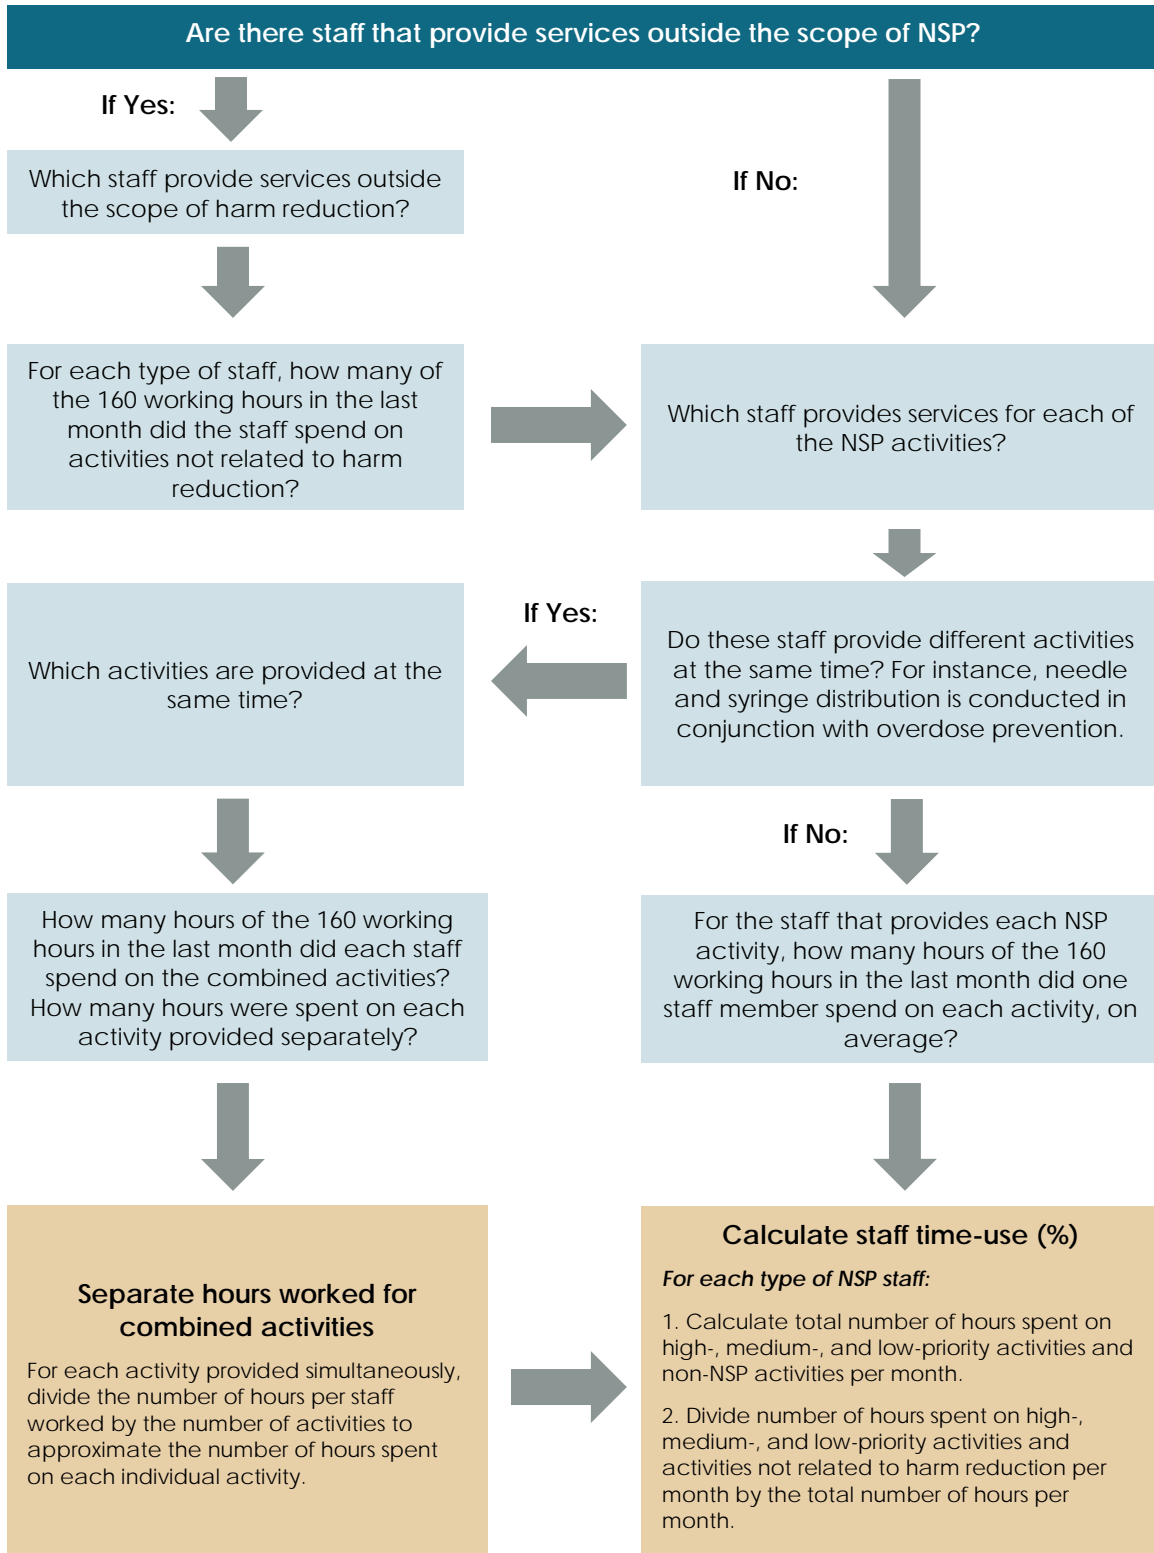 Are there staff that provide services outside the scope of NSP?
If Yes:
Which staff provide services outside
the scope of harm reduction?
If No:
For each type of staff, how many of
the 160 working hours in the last
month did the staff spend on
activities not related to harm
reduction?
Which staff provides services for each of
the NSP activities?
Do these staff provide different activities
at the same time? For instance, needle
and syringe distribution is conducted in
conjunction with overdose prevention.
If Yes:
Which activities are provided at the
same time?
How many hours of the 160 working
hours in the last month did each staff
spend on the combined activities?
How many hours were spent on each
activity provided separately?
If No:
For the staff that provides each NSP
activity, how many hours of the 160
working hours in the last month did one
staff member spend on each activity, on
average?
Separate hours worked for
combined activities
For each activity provided simultaneously,
divide the number of hours per staff
worked by the number of activities to
approximate the number of hours spent
on each individual activity.
Calculate staff time-use (%)
For each type of NSP staff:
1. Calculate total number of hours spent on
high-, medium-, and low-priority activities and
non-NSP activities per month.
2. Divide number of hours spent on high-,
medium-, and low-priority activities and
activities not related to harm reduction per
month by the total number of hours per
month.